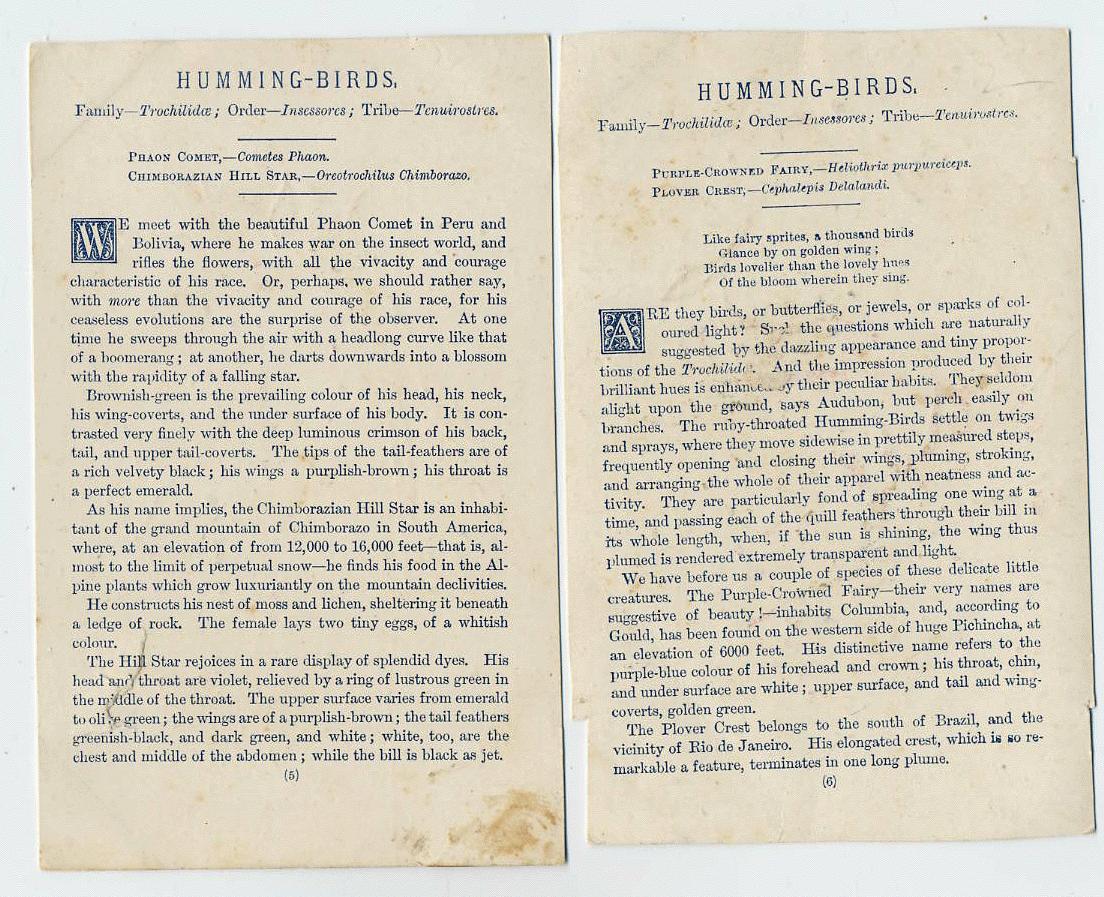 HUMMING-BIRDS.
Family—Trochilidæ; Order—Insessores; Tribe—Tenuirostres.
PHAON COMET,—Cometes Phaon.
CHIMBORAZIAN HILL STAR,—Oreotrochilus Chimborazo.
WE meet with the beautiful Phaon Comet in Peru and
Bolivia, where he makes war on the insect world, and
rifles the flowers, with all the vivacity and courage
characteristic of his race. Or, perhaps, we should rather say,
with more than the vivacity and courage of his race, for his
ceaseless evolutions are the surprise of the observer. At one
time he sweeps through the air with a headlong curve like that
of a boomerang; at another, he darts downwards into a blossom
with the rapidity of a falling star.
Brownish-green is the prevailing colour of his head, his neck,
his wing-coverts, and the under surface of his body. It is con-
trasted very finely with the deep luminous crimson of his back,
tail, and upper tail-coverts. The tips of the tail-feathers are of
a rich velvety black; his wings a purplish-brown; his throat is
a perfect emerald.
As his name implies, the Chimborazian Hill Star is an inhabi-
tant of the grand mountain of Chimborazo in South America,
where, at an elevation of from 12,000 to 16,000 feet—that is, al-
most to the limit of perpetual snow—he finds his food in the Al-
pine plants which grow luxuriantly on the mountain declivities.
He constructs his nest of moss and lichen, sheltering it beneath
a ledge of rock. The female lays two tiny eggs, of a whitish
colour.
The Hill Star rejoices in a rare display of splendid dyes. His
head and throat are violet, relieved by a ring of lustrous green in
the middle of the throat. The upper surface varies from emerald
to olive green; the wings are of a purplish-brown; the tail feathers
greenish-black, and dark green, and white; white, too, are the
chest and middle of the abdomen; while the bill is black as jet.
(5)
HUMMING-BIRDS.
Family—Trochilidæ; Order—Insessores; Tribe—Tenuirostres.
PURPLE-CROWNED FAIRY,—Heliothrix purpureiceps.
PLOVER CREST,—Cephalepis Delalandi.
Like fairy sprites, a thousand birds
Glance by on golden wing;
Birds lovelier than the lovely hues
Of the bloom wherein they sing.
ARE they birds, or butterflies, or jewels, or sparks of col-
oured light? Such the questions which are naturally
suggested by the dazzling appearance and tiny propor-
tions of the Trochilidæ. And the impression produced by their
brilliant hues is enhanced by their peculiar habits. They seldom
alight upon the ground, says Audubon, but perch easily on
branches. The ruby-throated Humming-Birds settle on twigs
and sprays, where they move sidewise in prettily measured steps,
frequently opening and closing their wings, pluming, stroking,
and arranging the whole of their apparel with neatness and ac-
tivity. They are particularly fond of spreading one wing at a
time, and passing each of the quill feathers through their bill in
its whole length, when, if the sun is shining, the wing thus
plumed is rendered extremely transparent and light.
We have before us a couple of species of these delicate little
creatures. The Purple-Crowned Fairy—their very names are
suggestive of beauty!—inhabits Columbia, and, according to
Gould, has been found on the western side of huge Pichincha, at
an elevation of 6000 feet. His distinctive name refers to the
purple-blue colour of his forehead and crown; his throat, chin,
and under surface are white; upper surface, and tail and wing-
coverts, golden green.
The Plover Crest belongs to the south of Brazil, and the
vicinity of Rio de Janeiro. His elongated crest, which is so re-
markable a feature, terminates in one long plume.
(6)